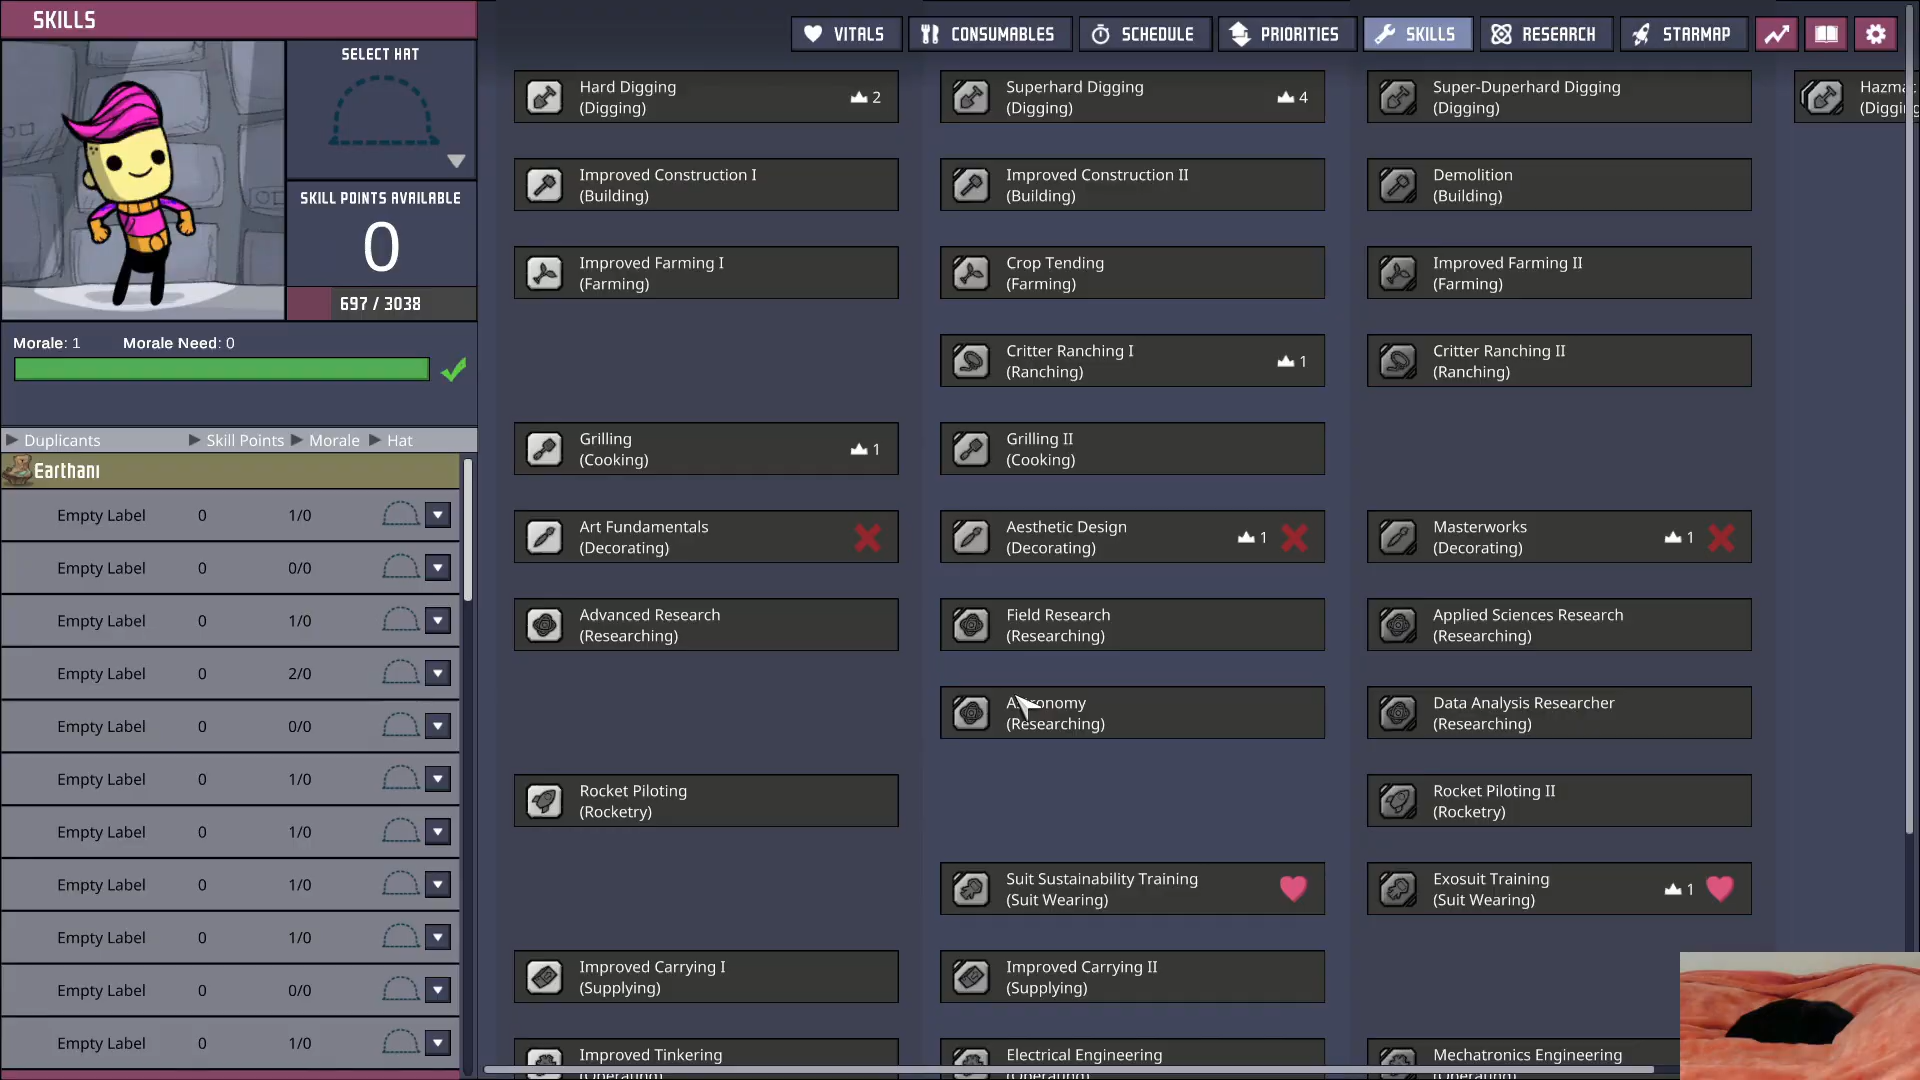 SKILLS
VITALS
CONSUMABLES
SCHEDULE
PRIORITIES
SKILLS
RESEARCH
STARMAP
SELECT HAT
SKILL POINTS AVAILABLE
0
697 / 3038
Morale: 1 Morale Need: 0
Duplicants Skill Points Morale Hat
Empty Label 0 1/0
Empty Label 0 0/0
Empty Label 0 1/0
Empty Label 0 2/0
Empty Label 0 0/0
Empty Label 0 1/0
Empty Label 0 1/0
Empty Label 0 1/0
Empty Label 0 1/0
Empty Label 0 0/0
Empty Label 0 1/0
Hard Digging
(Digging)
2
Superhard Digging
(Digging)
4
Super-Duperhard Digging
(Digging)
Improved Construction I
(Building)
Improved Construction II
(Building)
Demolition
(Building)
Improved Farming I
(Farming)
Crop Tending
(Farming)
Improved Farming II
(Farming)
Critter Ranching I
(Ranching)
1
Critter Ranching II
(Ranching)
Grilling
(Cooking)
1
Grilling II
(Cooking)
Art Fundamentals
(Decorating)
Aesthetic Design
(Decorating)
1
Masterworks
(Decorating)
1
Advanced Research
(Researching)
Field Research
(Researching)
Applied Sciences Research
(Researching)
Astronomy
(Researching)
Data Analysis Researcher
(Researching)
Rocket Piloting
(Rocketry)
Rocket Piloting II
(Rocketry)
Suit Sustainability Training
(Suit Wearing)
Exosuit Training
(Suit Wearing)
1
Improved Carrying I
(Supplying)
Improved Carrying II
(Supplying)
Improved Tinkering
(Operating)
Electrical Engineering
(Operating)
Mechatronics Engineering
(Operating)